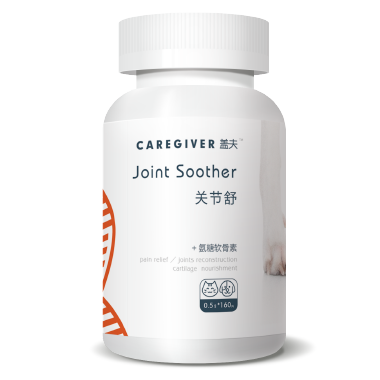 CAREGIVER 盖夫™
Joint Soother
关节舒
+ 氨糖软骨素
pain relief / joints reconstruction
cartilage nourishment
0.5g*160